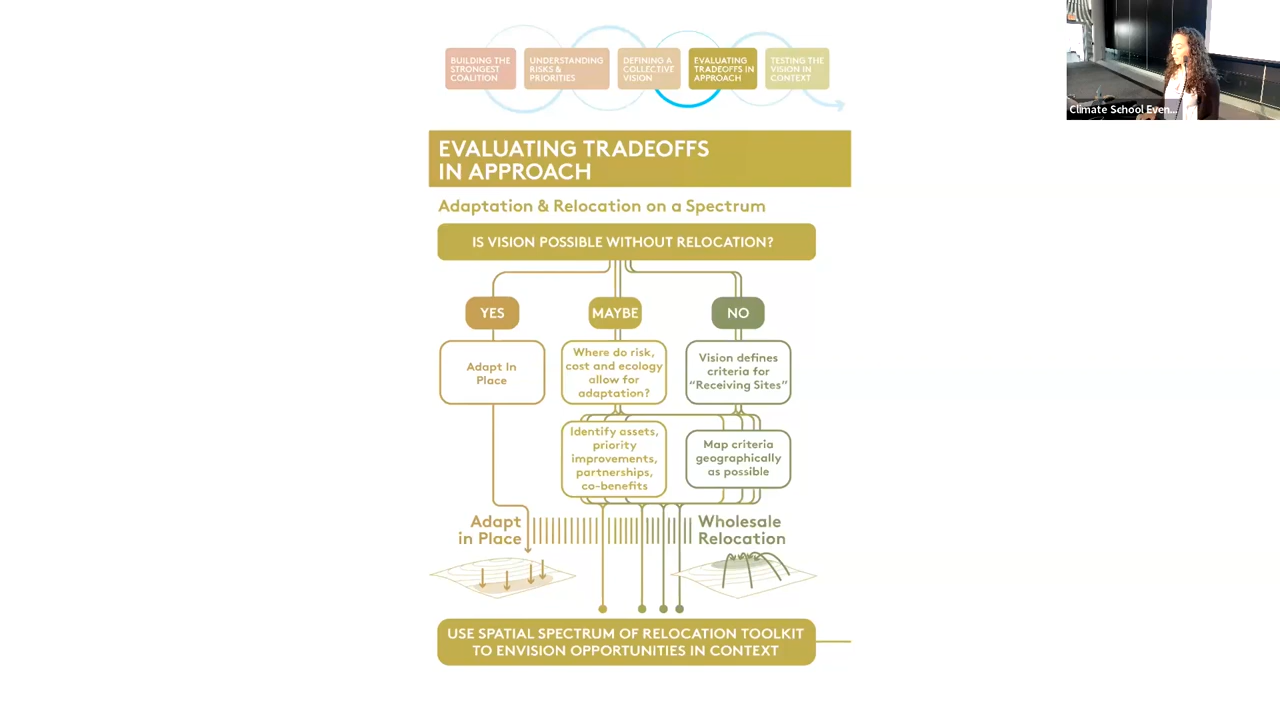 BUILDING THE
STRONGEST
COALITION
UNDERSTANDING
RISKS &
PRIORITIES
DEFINING A
COLLECTIVE
VISION
EVALUATING
TRADEOFFS IN
APPROACH
TESTING THE
VISION IN
CONTEXT
Climate School Even...
EVALUATING TRADEOFFS
IN APPROACH
Adaptation & Relocation on a Spectrum
IS VISION POSSIBLE WITHOUT RELOCATION?
YES
MAYBE
NO
Adapt In
Place
Where do risk,
cost and ecology
allow for
adaptation?
Vision defines
criteria for
“Receiving Sites”
Identify assets,
priority
improvements,
partnerships,
co-benefits
Map criteria
geographically
as possible
Adapt
in Place
Wholesale
Relocation
USE SPATIAL SPECTRUM OF RELOCATION TOOLKIT
TO ENVISION OPPORTUNITIES IN CONTEXT